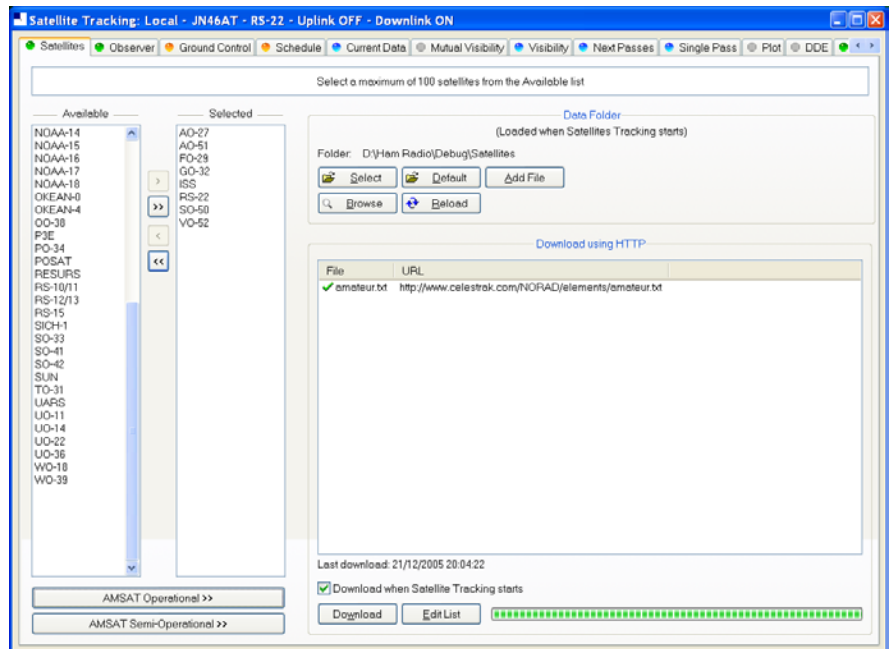 Satellite Tracking: Local - JN46AT - RS-22 - Uplink OFF - Downlink ON
Satellites Observer Ground Control Schedule Current Data Mutual Visibility Visibility Next Passes Single Pass Plot DDE
Select a maximum of 100 satellites from the Available list
Available
NOAA-14
NOAA-15
NOAA-16
NOAA-17
NOAA-18
OKEAN-0
OKEAN-4
OO-38
P3E
PO-34
POSAT
RESURS
RS-10/11
RS-12/13
RS-15
SICH-1
SO-33
SO-41
SO-42
SUN
TO-31
UARS
UO-11
UO-14
UO-22
UO-36
WO-18
WO-39
>
>>
<
<<
Selected
AO-27
AO-51
FO-29
GO-32
ISS
RS-22
SO-50
VO-52
AMSAT Operational >>
AMSAT Semi-Operational >>
Data Folder
(Loaded when Satellites Tracking starts)
Folder: D:\Ham Radio\Debug\Satellites
Select Default Add File
Browse Reload
Download using HTTP
File URL
amateur.txt http://www.celestrak.com/NORAD/elements/amateur.txt
Last download: 21/12/2005 20:04:22
Download when Satellite Tracking starts
Download Edit List